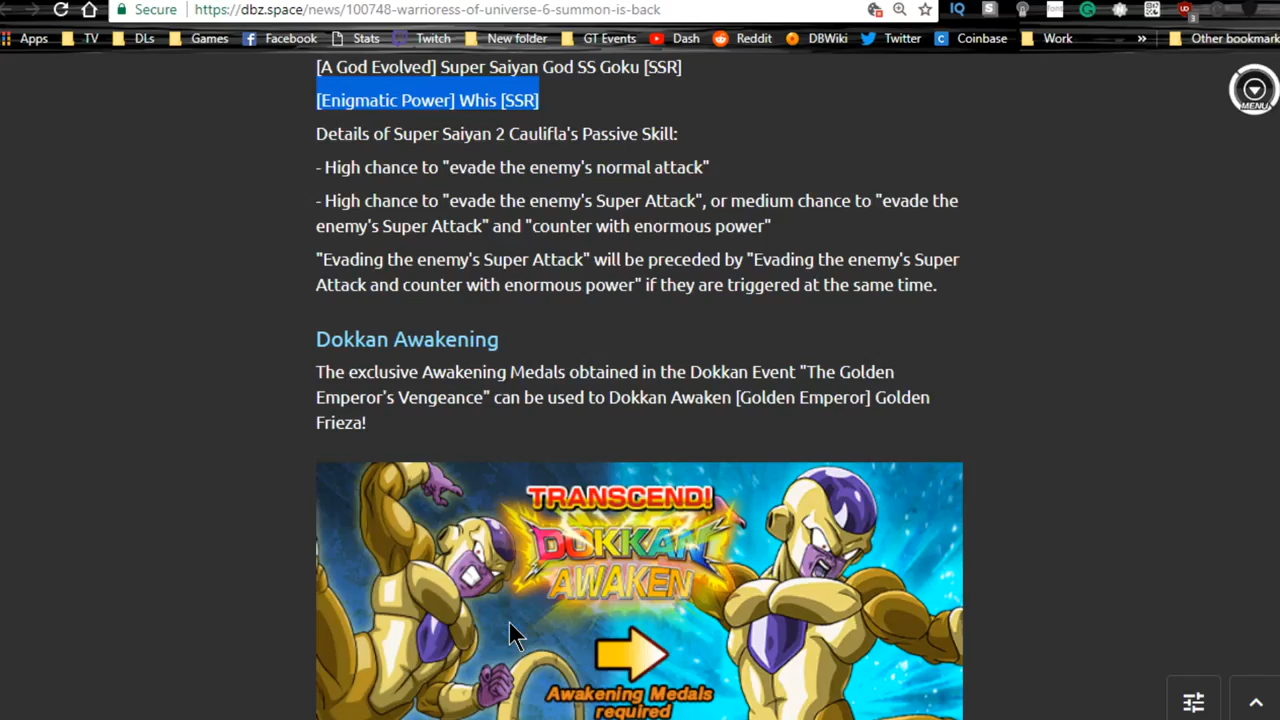 Secure https://dbz.space/news/100748-warrioress-of-universe-6-summon-is-back
Apps TV DLs Games Facebook Stats Twitch New folder GT Events Dash Reddit DBWiki Twitter Coinbase Work » Other bookmark
[A God Evolved] Super Saiyan God SS Goku [SSR]
[Enigmatic Power] Whis [SSR]
MENU
Details of Super Saiyan 2 Caulifla's Passive Skill:
- High chance to "evade the enemy's normal attack"
- High chance to "evade the enemy's Super Attack", or medium chance to "evade the
enemy's Super Attack" and "counter with enormous power"
"Evading the enemy's Super Attack" will be preceded by "Evading the enemy's Super
Attack and counter with enormous power" if they are triggered at the same time.
Dokkan Awakening
The exclusive Awakening Medals obtained in the Dokkan Event "The Golden
Emperor's Vengeance" can be used to Dokkan Awaken [Golden Emperor] Golden
Frieza!
TRANSCEND!
DOKKAN
AWAKEN
Awakening Medals
required